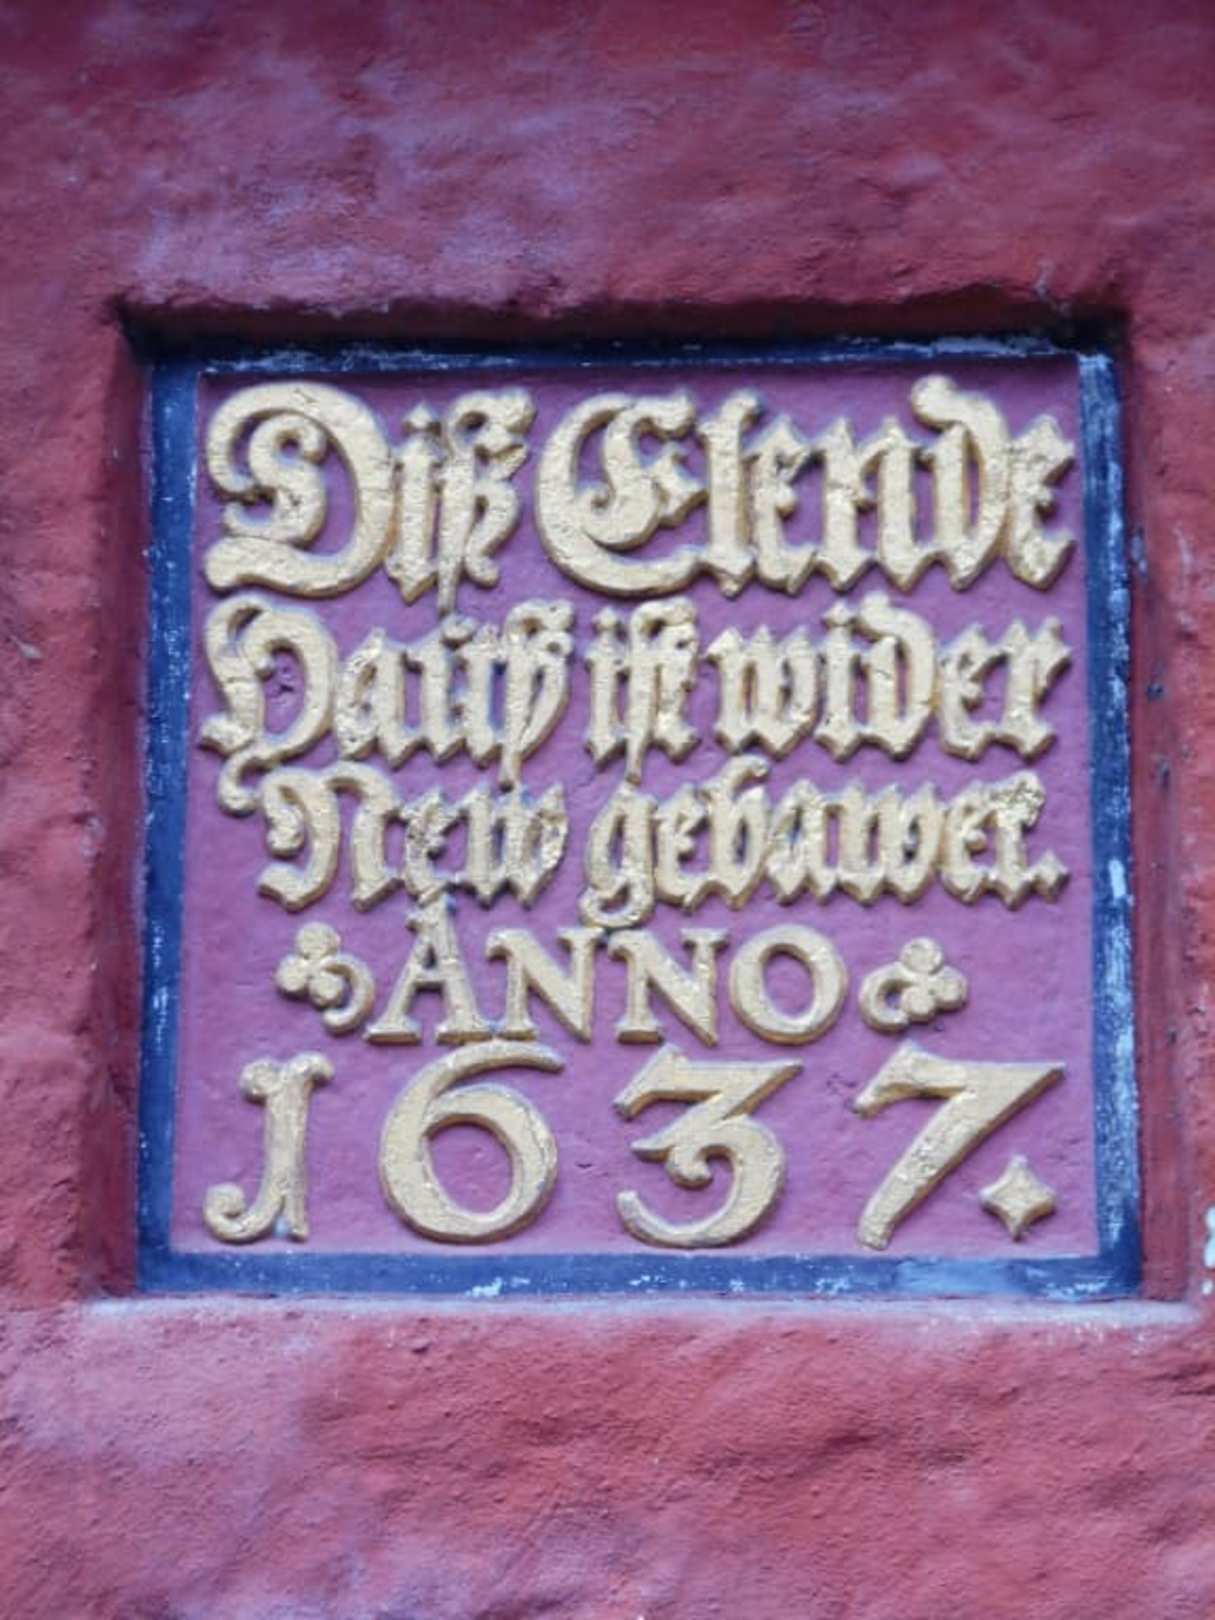 Diß Elende
Hauß ist wider
New gebawet.
ANNO
1637.